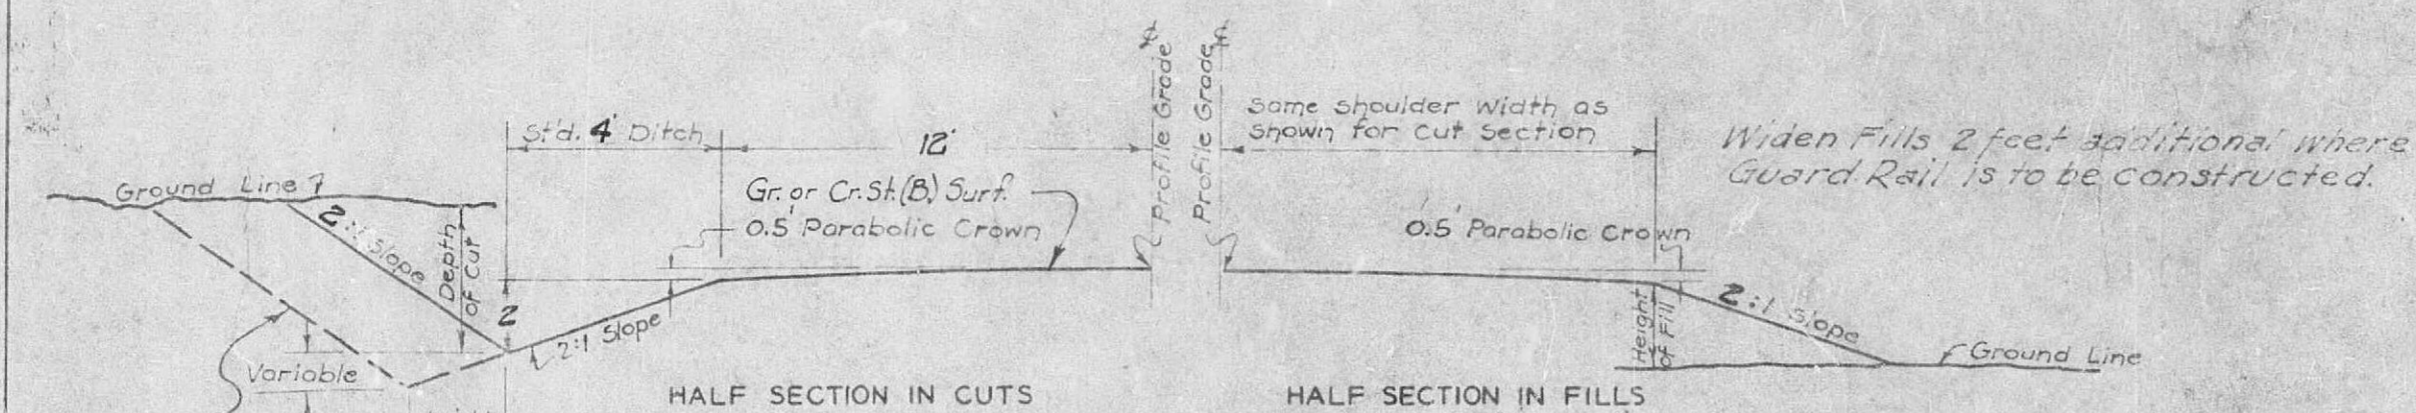 ℄
℄
Profile Grade
Profile Grade
Same shoulder width as
shown for cut section
St'd. 4' Ditch
12'
Widen Fills 2 feet additional where
Guard Rail is to be constructed.
Ground Line
Gr. or Cr. St. (B.) Surf.
0.5' Parabolic Crown
0.5' Parabolic Crown
2:1 Slope
Depth
of Cut
2
2:1 Slope
2:1 Slope
Height
of Fill
Ground Line
Variable
HALF SECTION IN CUTS
HALF SECTION IN FILLS